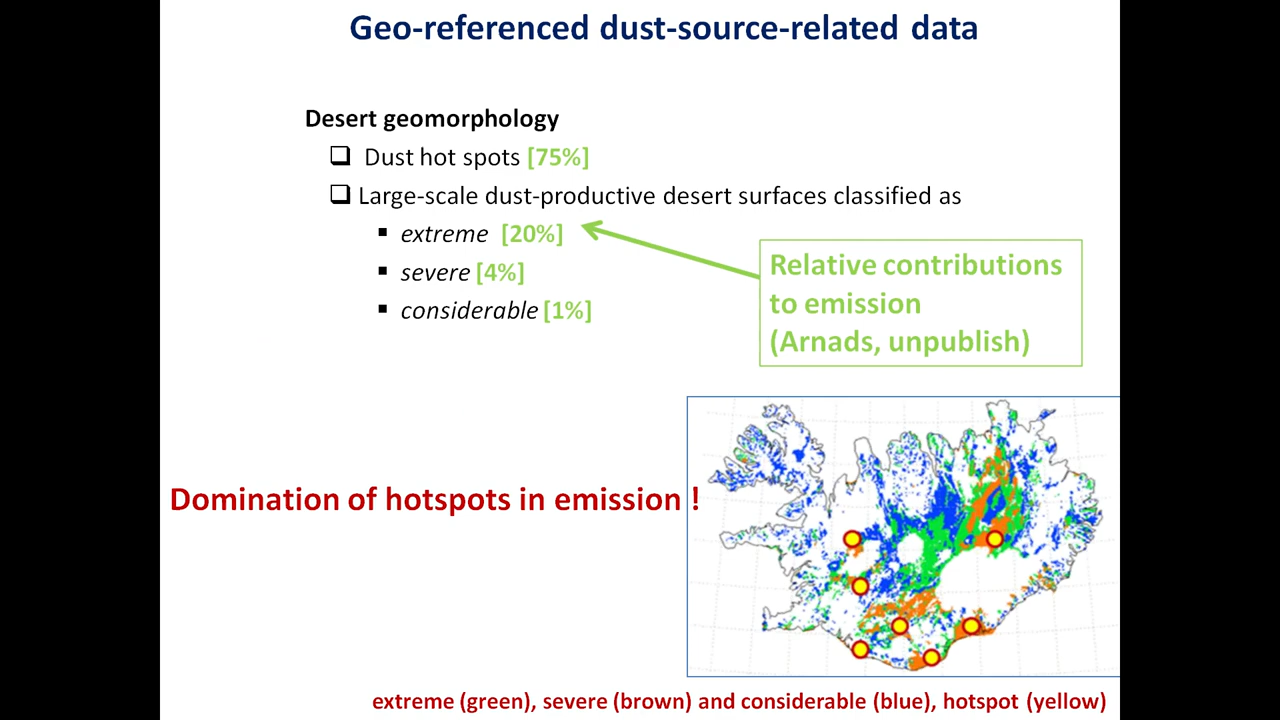 Geo-referenced dust-source-related data
Desert geomorphology
Dust hot spots [75%]
Large-scale dust-productive desert surfaces classified as
extreme [20%]
severe [4%]
considerable [1%]
Relative contributions
to emission
(Arnads, unpublish)
Domination of hotspots in emission !
extreme (green), severe (brown) and considerable (blue), hotspot (yellow)